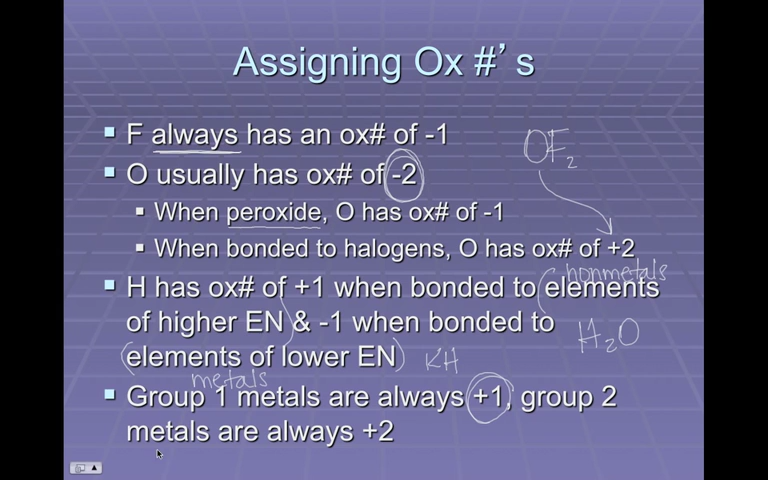 Assigning Ox #'s
F always has an ox# of -1
OF2
O usually has ox# of -2
When peroxide, O has ox# of -1
When bonded to halogens, O has ox# of +2
nonmetals
H has ox# of +1 when bonded to elements
of higher EN & -1 when bonded to
H2O
elements of lower EN) KH
metals
Group 1 metals are always +1, group 2
metals are always +2